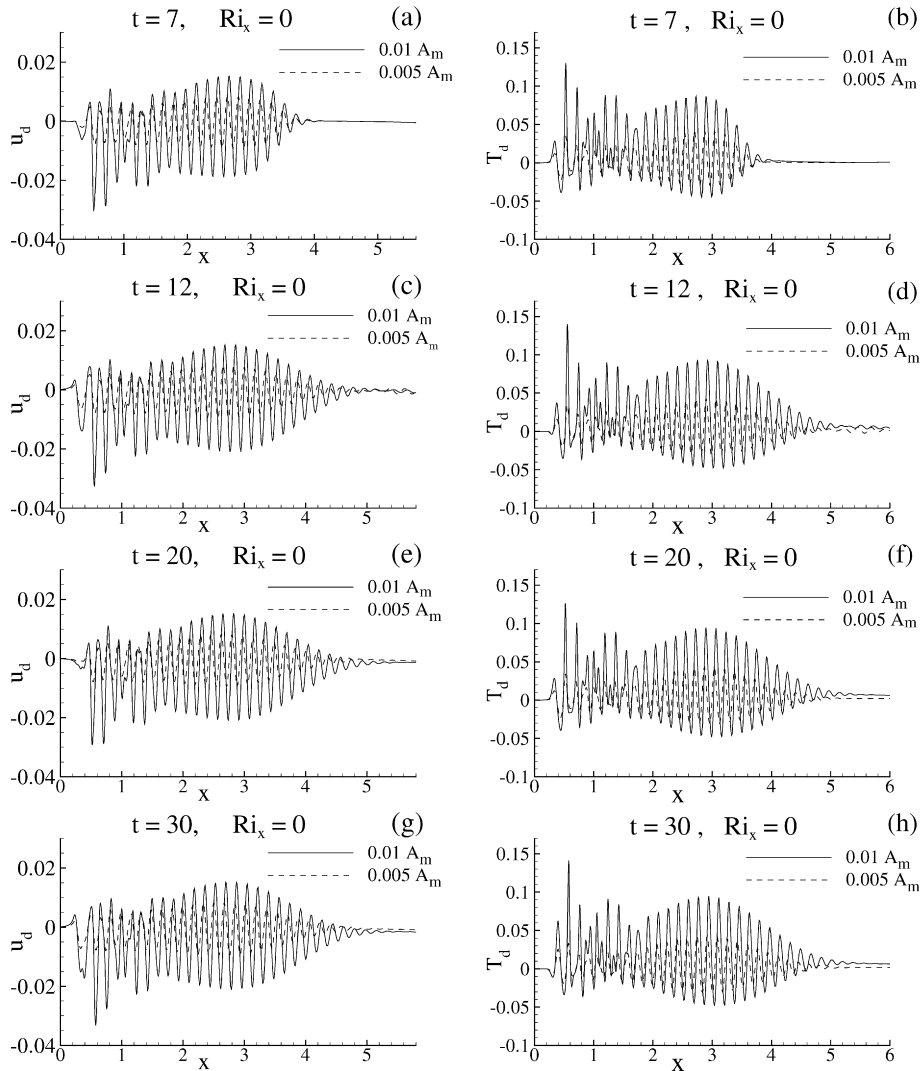 t = 7, Ri_x = 0 (a)
0.01 A_m
0.005 A_m
0.02
0
-0.02
-0.04
u_d
0 1 2 3 4 5
x
t = 7, Ri_x = 0 (b)
0.01 A_m
0.005 A_m
0.15
0.1
0.05
0
-0.05
-0.1
T_d
0 1 2 3 4 5 6
x
t = 12, Ri_x = 0 (c)
0.01 A_m
0.005 A_m
0.02
0
-0.02
-0.04
u_d
0 1 2 3 4 5
x
t = 12 , Ri_x = 0 (d)
0.01 A_m
0.005 A_m
0.15
0.1
0.05
0
-0.05
-0.1
T_d
0 1 2 3 4 5 6
x
t = 20, Ri_x = 0 (e)
0.01 A_m
0.005 A_m
0.02
0
-0.02
-0.04
u_d
0 1 2 3 4 5
x
t = 20 , Ri_x = 0 (f)
0.01 A_m
0.005 A_m
0.15
0.1
0.05
0
-0.05
-0.1
T_d
0 1 2 3 4 5 6
x
t = 30, Ri_x = 0 (g)
0.01 A_m
0.005 A_m
0.02
0
-0.02
-0.04
u_d
0 1 2 3 4 5
x
t = 30 , Ri_x = 0 (h)
0.01 A_m
0.005 A_m
0.15
0.1
0.05
0
-0.05
-0.1
T_d
0 1 2 3 4 5 6
x